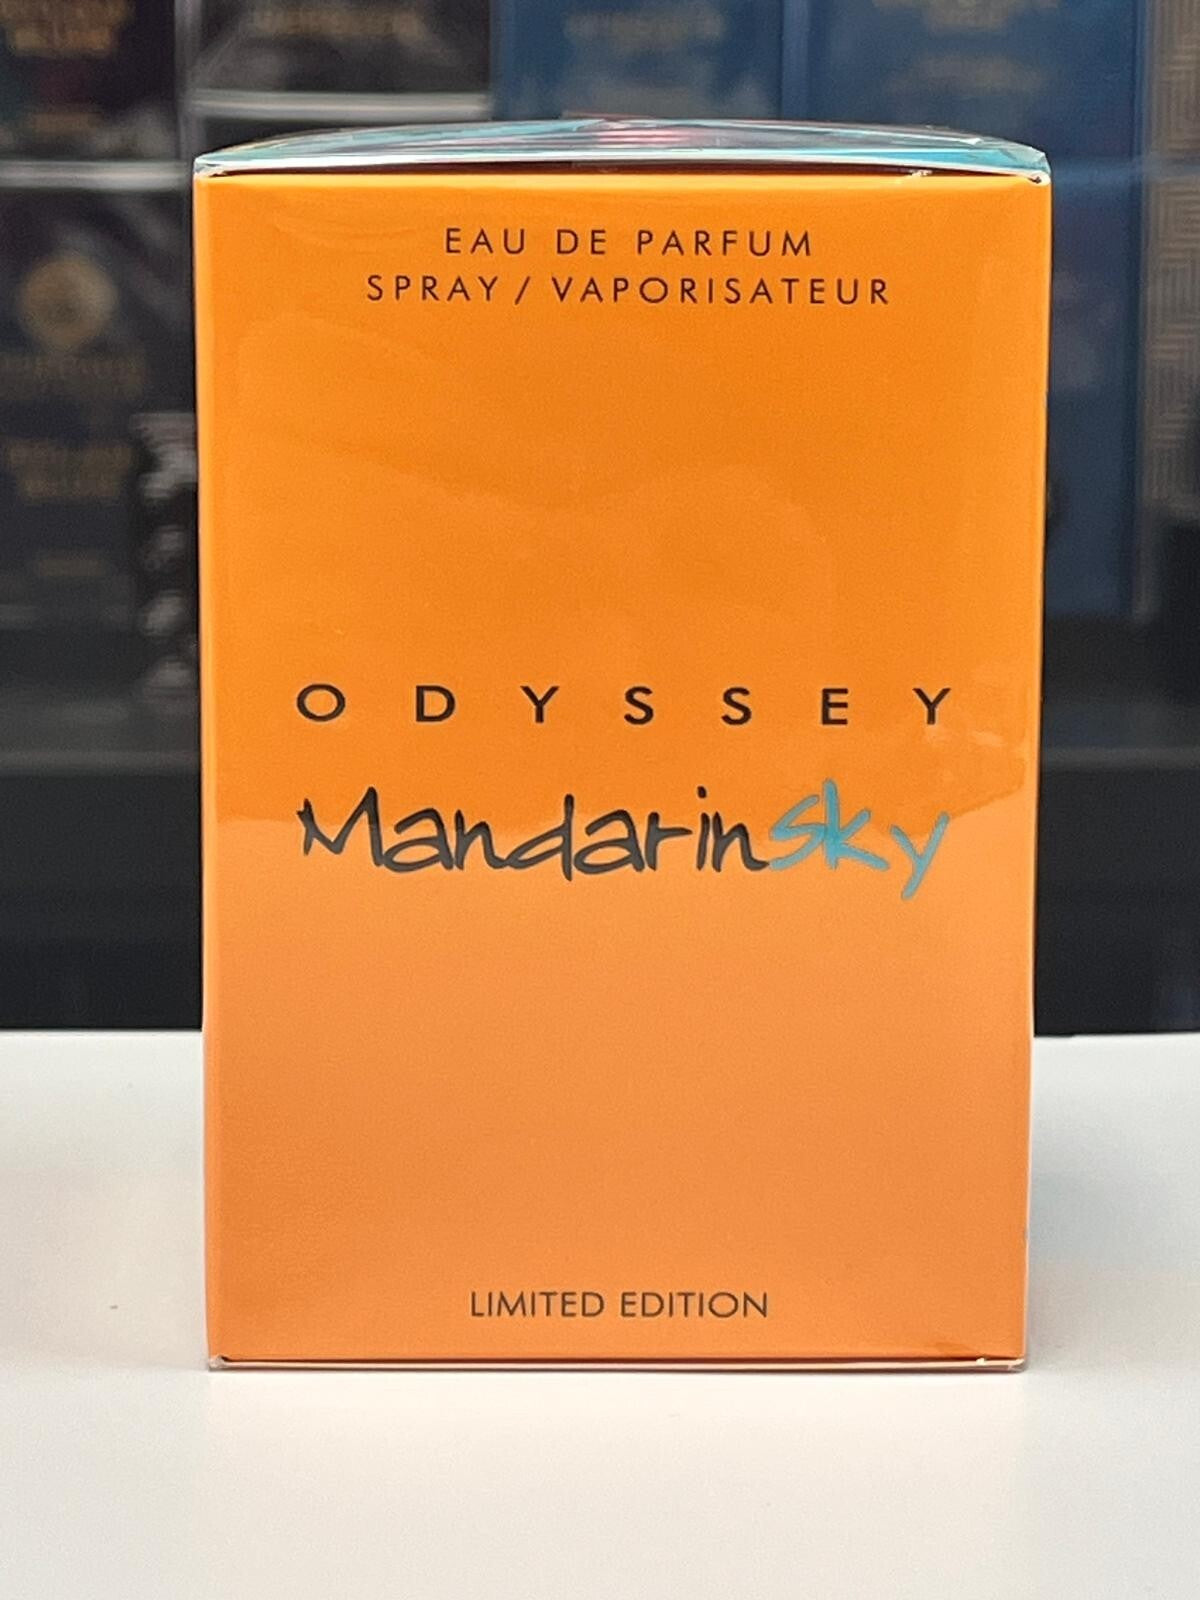 EAU DE PARFUM
SPRAY / VAPORISATEUR
ODYSSEY
MandarinSky
LIMITED EDITION